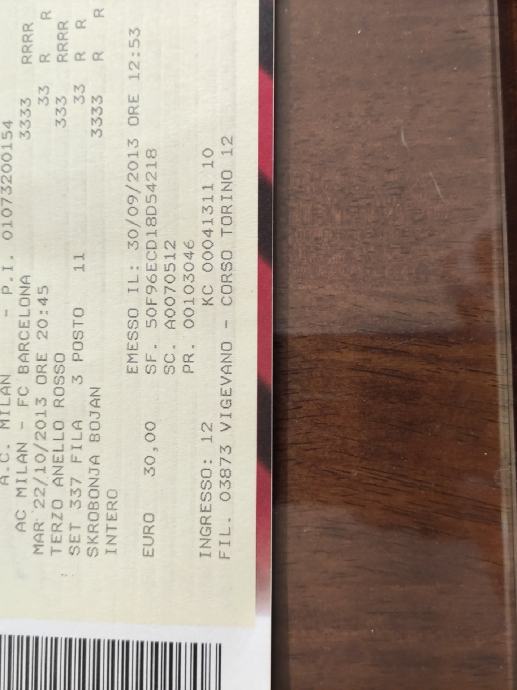 A.C. MILAN - P.I. 01073200154
AC MILAN - FC BARCELONA
MAR 22/10/2013 ORE 20:45
TERZO ANELLO ROSSO
SET 337 FILA 3 POSTO 11
SKROBONJA BOJAN
INTERO
3333 RRRR
33 R R
333 RRRR
33 R R
3333 R R
EMESSO IL: 30/09/2013 ORE 12:53
EURO 30,00 SF. 50F96ECD18D54218
SC. A0070512
PR. 00103046
INGRESSO: 12 KC 00041311 10
FIL. 03873 VIGEVANO - CORSO TORINO 12